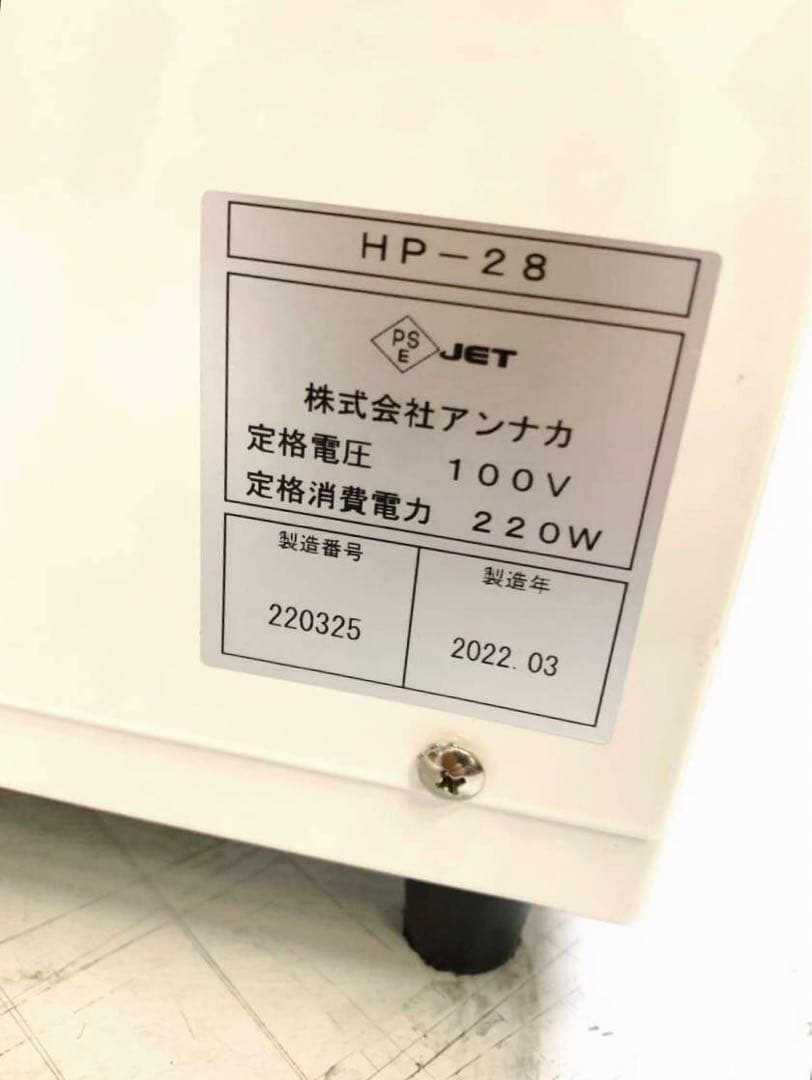 HP－28
PS
E
JET
株式会社アンナカ
定格電圧　100V
定格消費電力　220W
製造番号
220325
製造年
2022.03